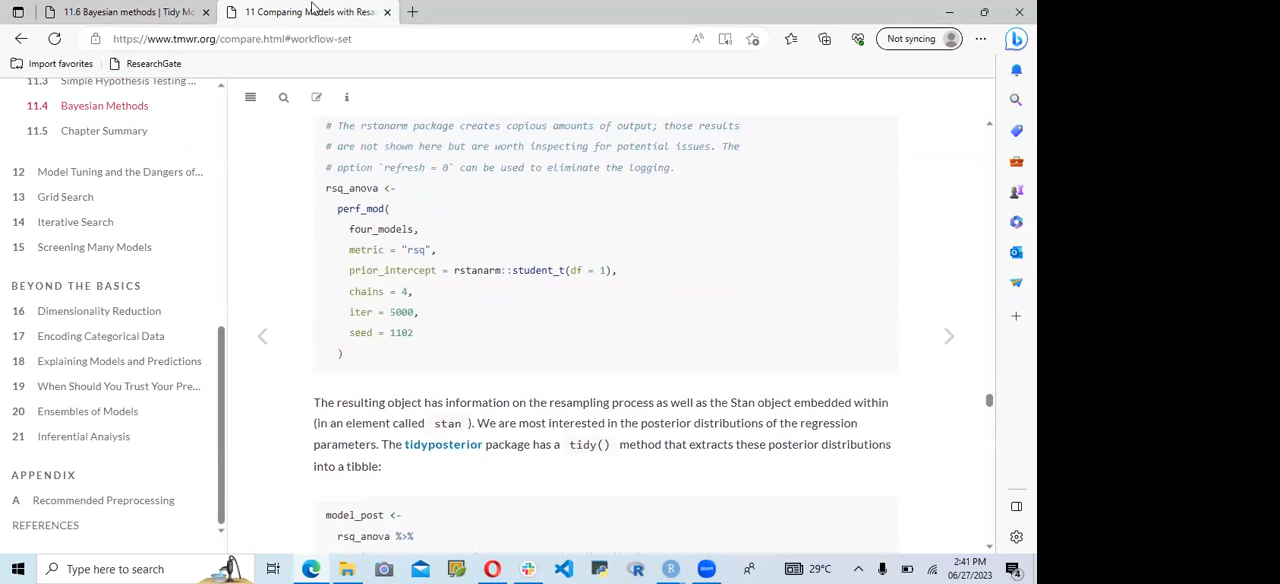 11.6 Bayesian methods | Tidy Mo
11 Comparing Models with Resa
https://www.tmwr.org/compare.html#workflow-set
Not syncing
Import favorites
ResearchGate
11.3 Simple Hypothesis Testing ...
11.4 Bayesian Methods
11.5 Chapter Summary
12 Model Tuning and the Dangers of...
13 Grid Search
14 Iterative Search
15 Screening Many Models
BEYOND THE BASICS
16 Dimensionality Reduction
17 Encoding Categorical Data
18 Explaining Models and Predictions
19 When Should You Trust Your Pre...
20 Ensembles of Models
21 Inferential Analysis
APPENDIX
A Recommended Preprocessing
REFERENCES
# The rstanarm package creates copious amounts of output; those results
# are not shown here but are worth inspecting for potential issues. The
# option `refresh = 0` can be used to eliminate the logging.
rsq_anova <-
perf_mod(
four_models,
metric = "rsq",
prior_intercept = rstanarm::student_t(df = 1),
chains = 4,
iter = 5000,
seed = 1102
)
The resulting object has information on the resampling process as well as the Stan object embedded within
(in an element called stan ). We are most interested in the posterior distributions of the regression
parameters. The tidyposterior package has a tidy() method that extracts these posterior distributions
into a tibble:
model_post <-
rsq_anova %>%
Type here to search
29°C
2:41 PM
06/27/2023